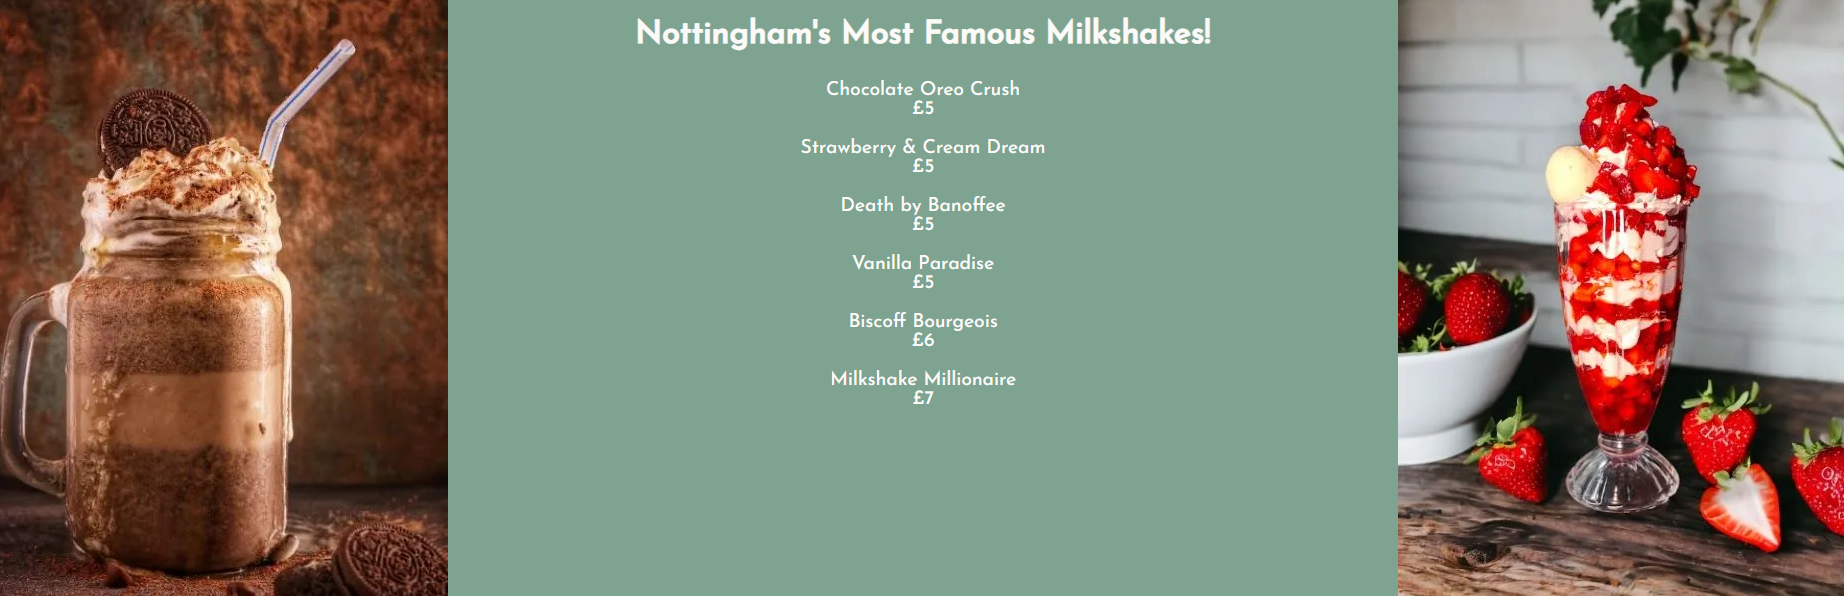 Nottingham's Most Famous Milkshakes!
Chocolate Oreo Crush
£5
Strawberry & Cream Dream
£5
Death by Banoffee
£5
Vanilla Paradise
£5
Biscoff Bourgeois
£6
Milkshake Millionaire
£7